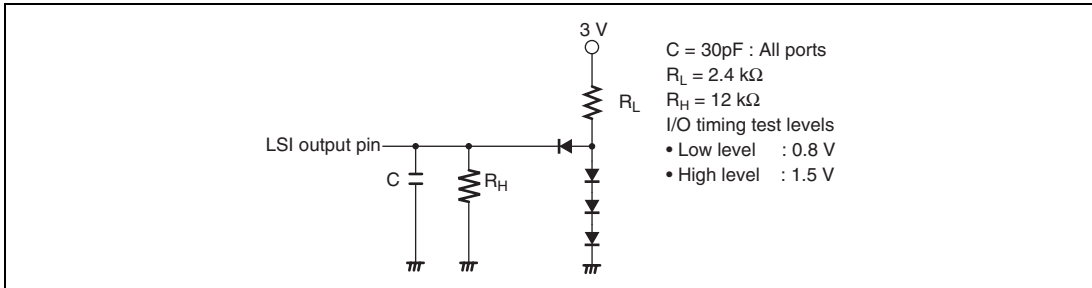 3 V
C = 30pF : All ports
R_L = 2.4 kΩ
R_H = 12 kΩ
I/O timing test levels
• Low level : 0.8 V
• High level : 1.5 V
R_L
LSI output pin
C
R_H